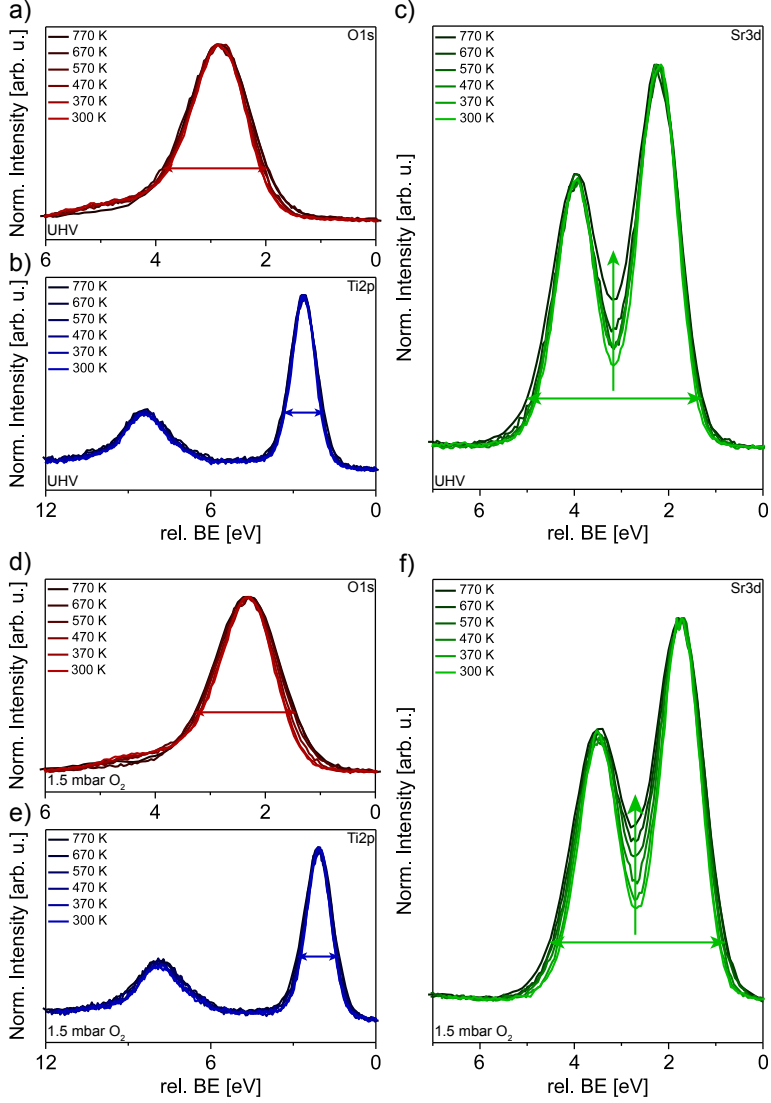 a)
O1s
770 K
670 K
570 K
470 K
370 K
300 K
UHV
Norm. Intensity [arb. u.]
6 4 2 0
b)
Ti2p
770 K
670 K
570 K
470 K
370 K
300 K
UHV
Norm. Intensity [arb. u.]
12 6 0
rel. BE [eV]
c)
Sr3d
770 K
670 K
570 K
470 K
370 K
300 K
UHV
Norm. Intensity [arb. u.]
6 4 2 0
rel. BE [eV]
d)
O1s
770 K
670 K
570 K
470 K
370 K
300 K
1.5 mbar O₂
Norm. Intensity [arb. u.]
6 4 2 0
e)
Ti2p
770 K
670 K
570 K
470 K
370 K
300 K
1.5 mbar O₂
Norm. Intensity [arb. u.]
12 6 0
rel. BE [eV]
f)
Sr3d
770 K
670 K
570 K
470 K
370 K
300 K
1.5 mbar O₂
Norm. Intensity [arb. u.]
6 4 2 0
rel. BE [eV]